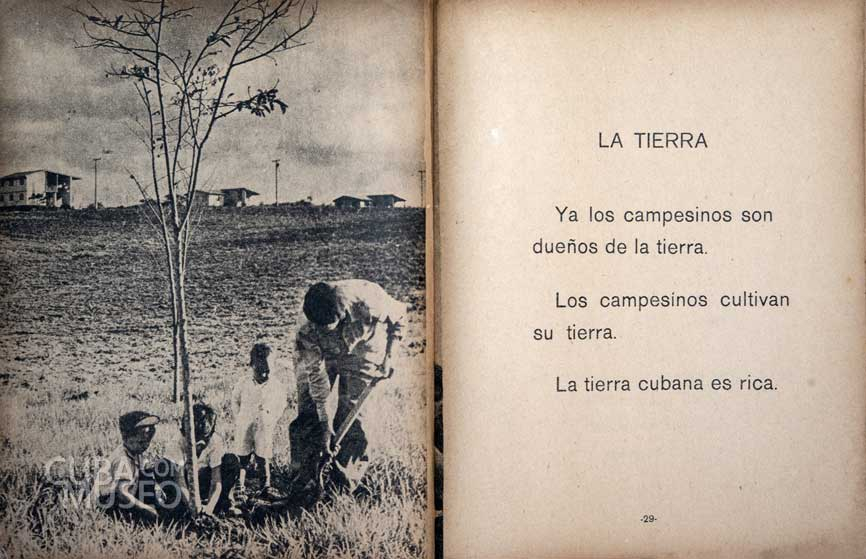 CUBA COMO
MUSEO
LA TIERRA
Ya los campesinos son
dueños de la tierra.
Los campesinos cultivan
su tierra.
La tierra cubana es rica.
-29-